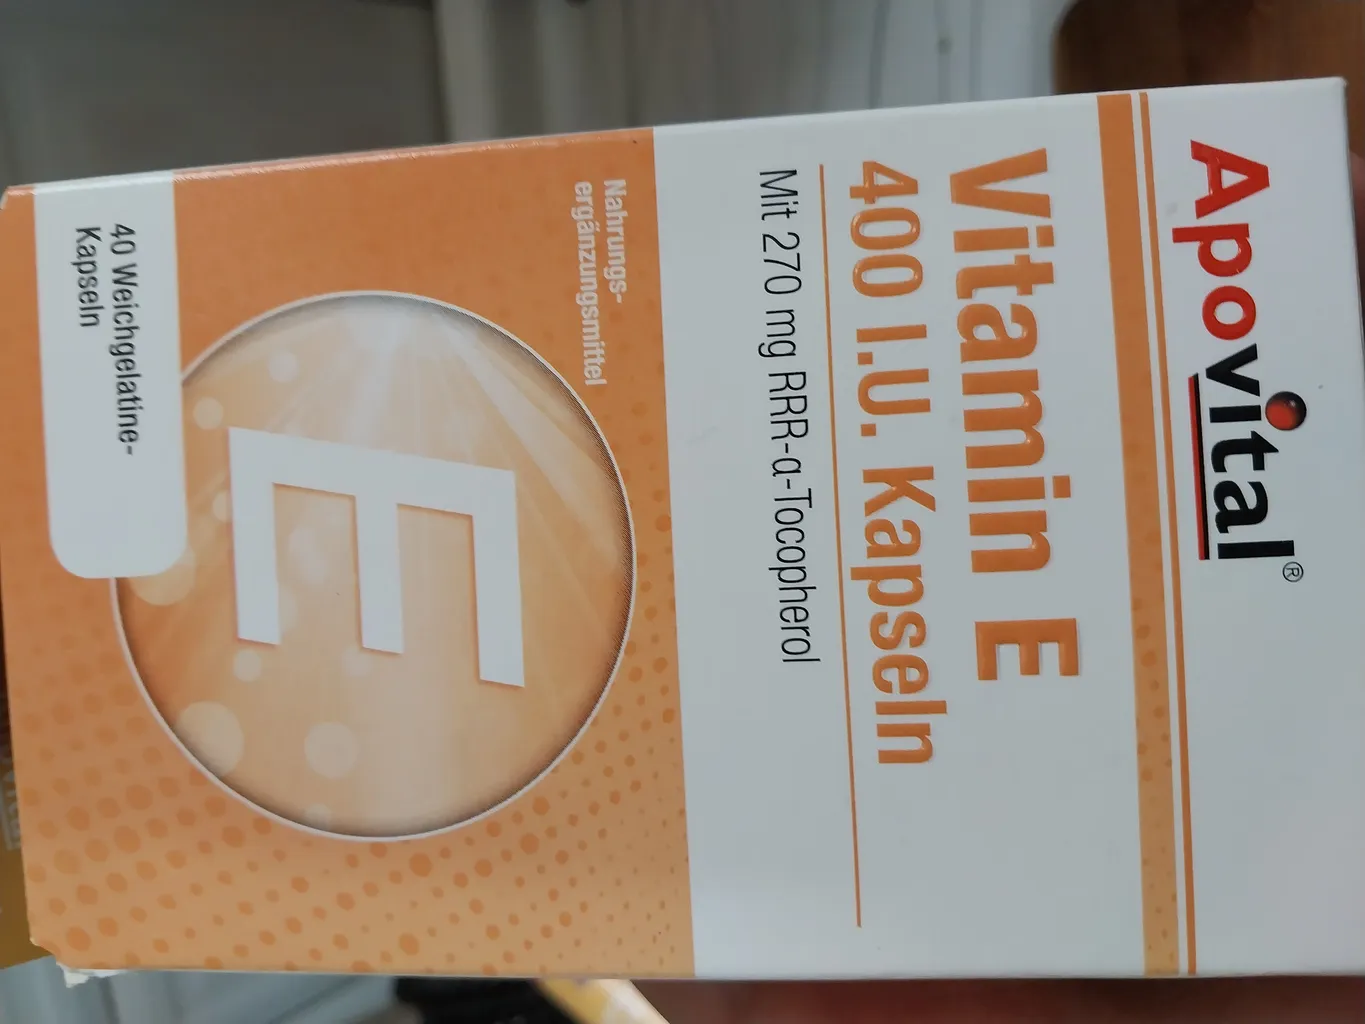 Apovital®
Vitamin E
400 I.U. Kapseln
Mit 270 mg RRR-α-Tocopherol
Nahrungs-
ergänzungsmittel
E
40 Weichgelatine-
Kapseln